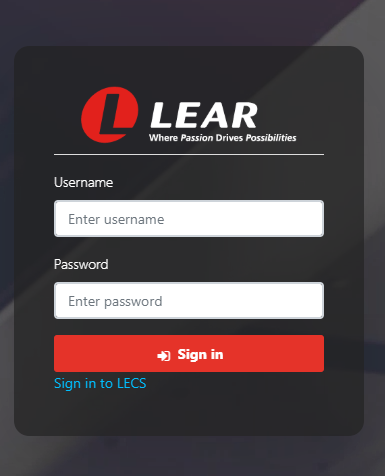 LEAR
Where Passion Drives Possibilities
Username
Enter username
Password
Enter password
Sign in
Sign in to LECS